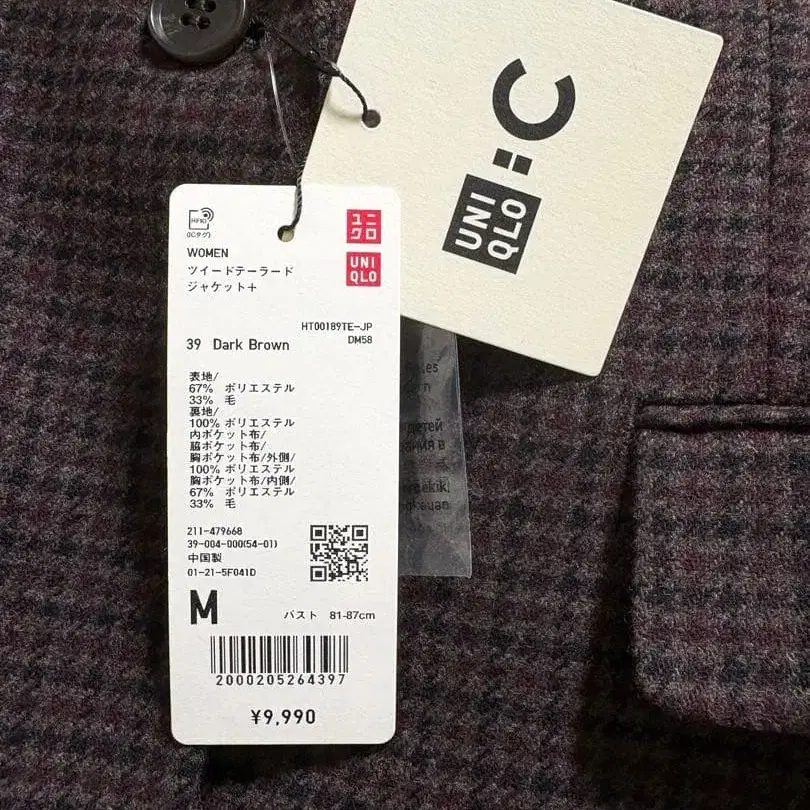 UNI
QLO
:C
RFID
(ICタグ)
ユニ
クロ
UNI
QLO
WOMEN
ツイードテーラード
ジャケット+
HT00189TE-JP
DM58
39 Dark Brown
表地/
67% ポリエステル
33% 毛
裏地/
100% ポリエステル
内ポケット布/
脇ポケット布/
胸ポケット布/外側/
100% ポリエステル
胸ポケット布/内側/
67% ポリエステル
33% 毛
211-479668
39-004-000(54-01)
中国製
01-21-5F041D
M
バスト 81-87cm
2000205264397
¥9,990